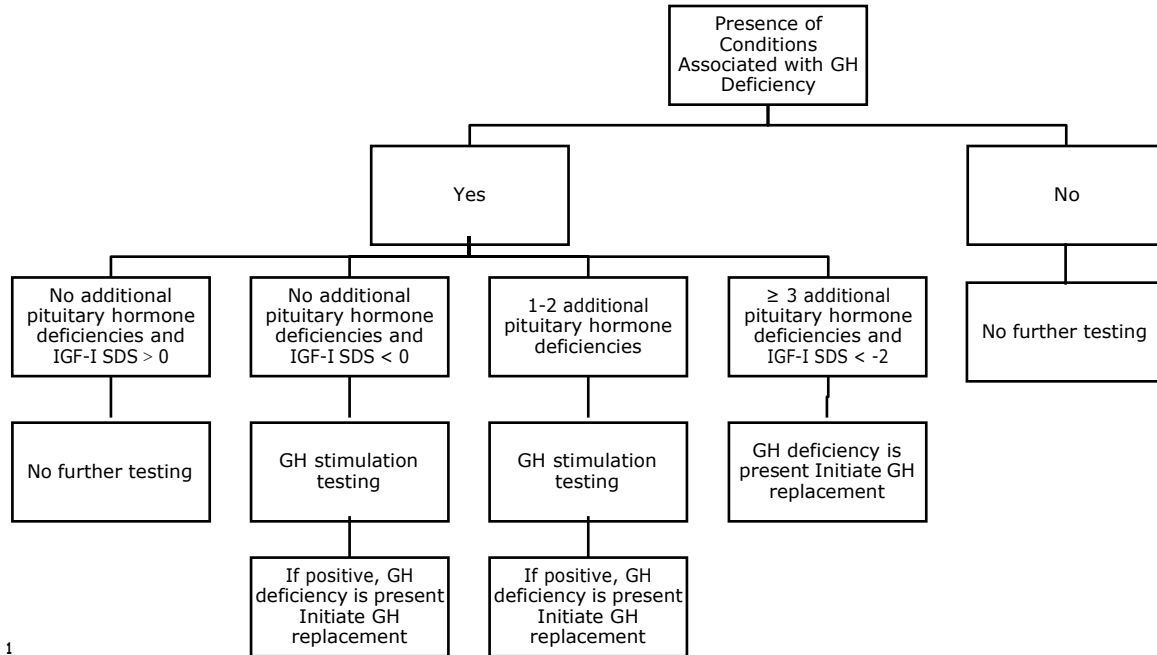 Presence of
Conditions
Associated with GH
Deficiency
Yes
No
No additional
pituitary hormone
deficiencies and
IGF-I SDS > 0
No additional
pituitary hormone
deficiencies and
IGF-I SDS < 0
1-2 additional
pituitary hormone
deficiencies
≥ 3 additional
pituitary hormone
deficiencies and
IGF-I SDS < -2
No further testing
No further testing
GH stimulation
testing
GH stimulation
testing
GH deficiency is
present Initiate GH
replacement
If positive, GH
deficiency is present
Initiate GH
replacement
If positive, GH
deficiency is present
Initiate GH
replacement
1